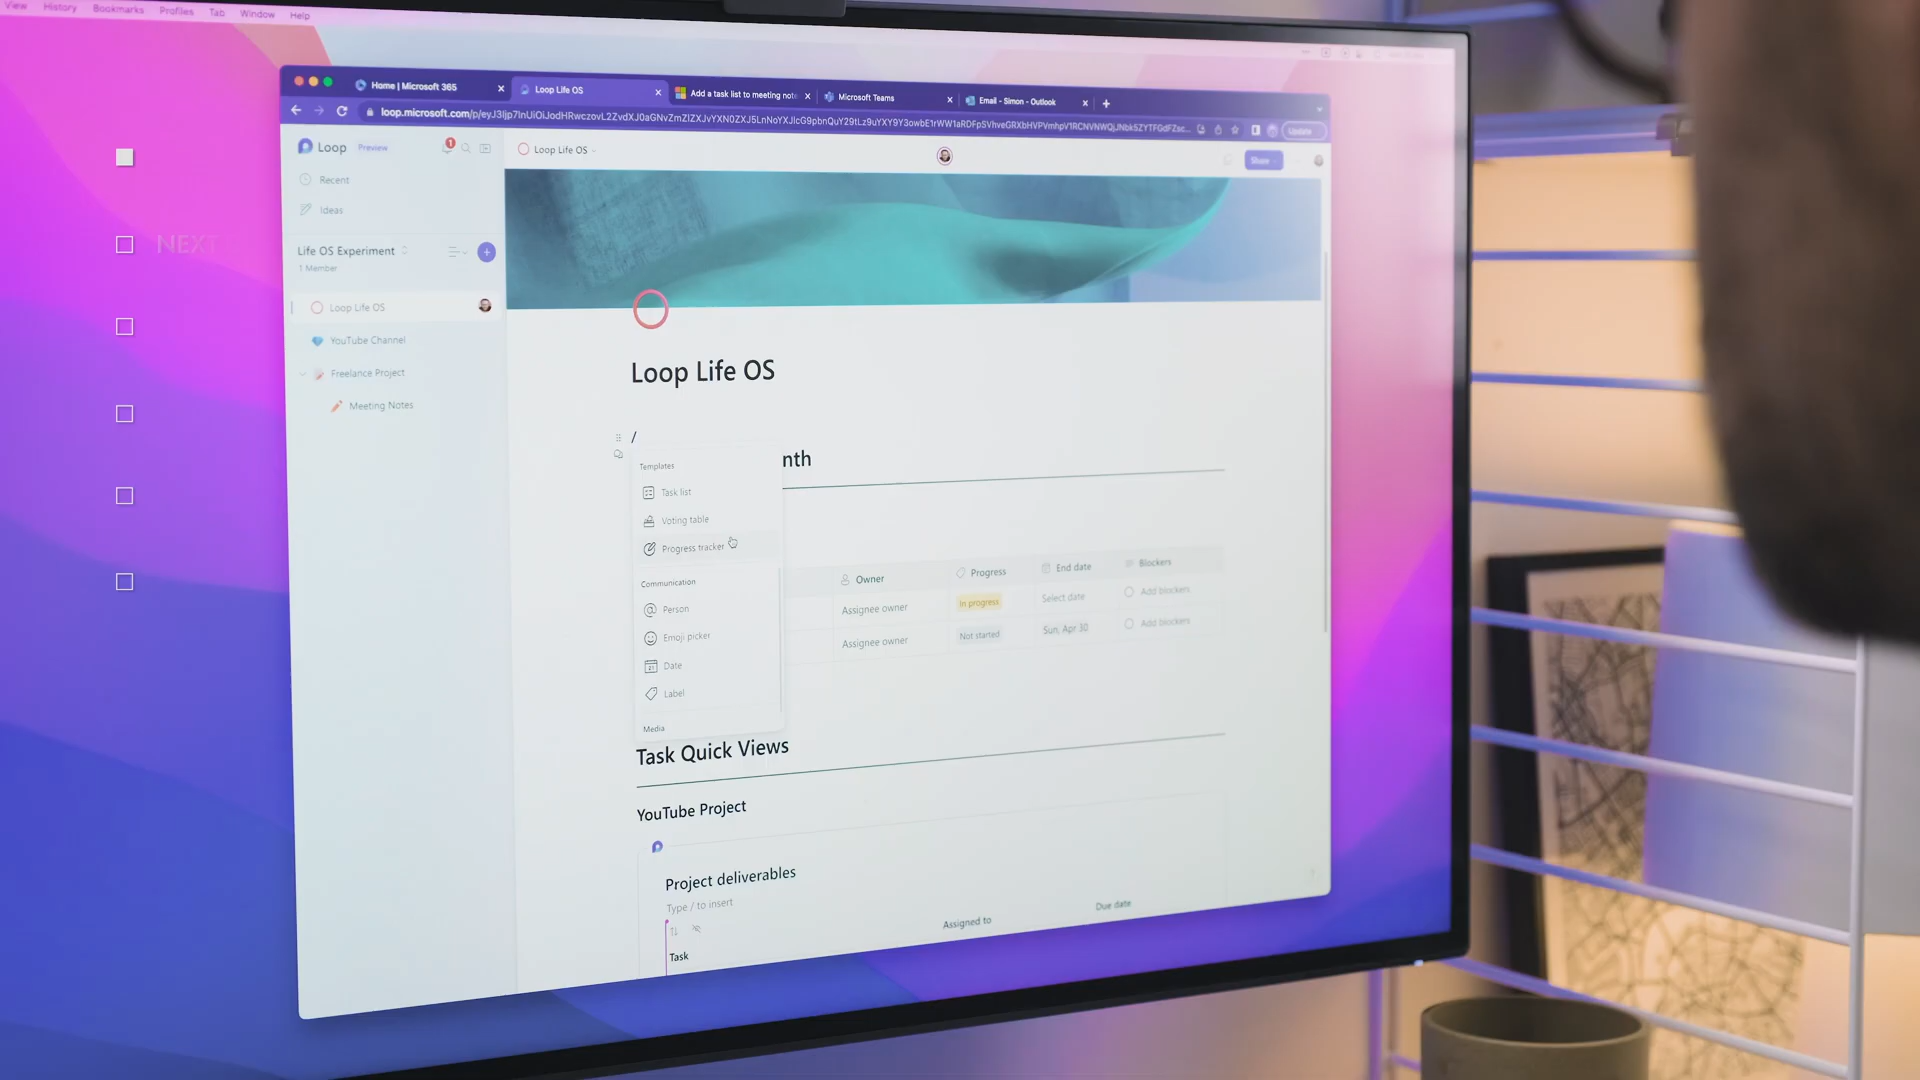 View History Bookmarks Profiles Tab Window Help
Home | Microsoft 365
Loop Life OS
Add a task list to meeting note
Microsoft Teams
Email - Simon - Outlook
Update
Loop Preview
1
Loop Life OS
Share
Recent
Ideas
NEXT
Life OS Experiment
1 Member
Loop Life OS
YouTube Channel
Freelance Project
Meeting Notes
Loop Life OS
/
nth
Templates
Task list
Voting table
Progress tracker
Communication
Person
Emoji picker
Date
Label
Media
Owner Progress End date Blockers
Assignee owner In progress Select date Add blockers
Assignee owner Not started Sun, Apr 30 Add blockers
Task Quick Views
YouTube Project
Project deliverables
Type / to insert
Task Assigned to Due date